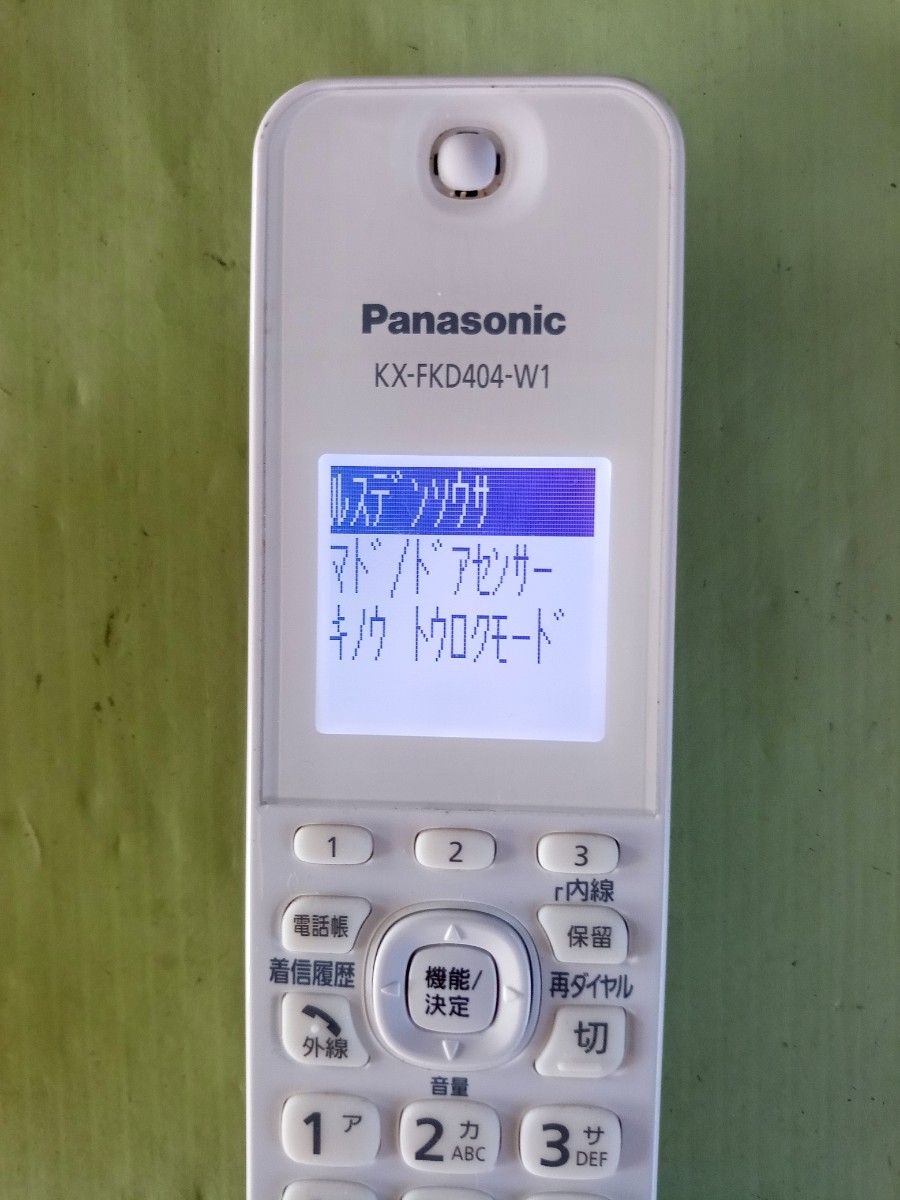 Panasonic
KX-FKD404-W1
ﾙｽﾃﾞﾝｿｳｻ
ﾏﾄﾞ/ﾄﾞｱｾﾝｻｰ
ｷﾉｳ ﾄｳﾛｸﾓｰﾄﾞ
1 2 3
電話帳
r内線
保留
着信履歴
機能/
決定
再ダイヤル
外線
切
音量
1 ア
2 カ ABC
3 サ DEF